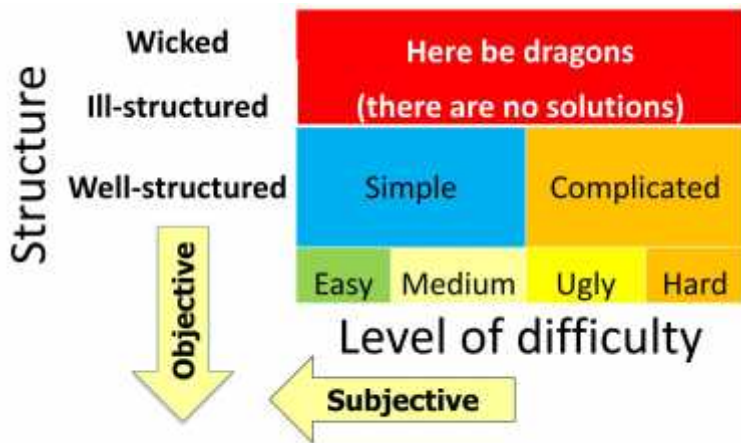 Structure
Wicked
Ill-structured
Well-structured
Here be dragons
(there are no solutions)
Simple
Complicated
Easy
Medium
Ugly
Hard
Level of difficulty
Objective
Subjective